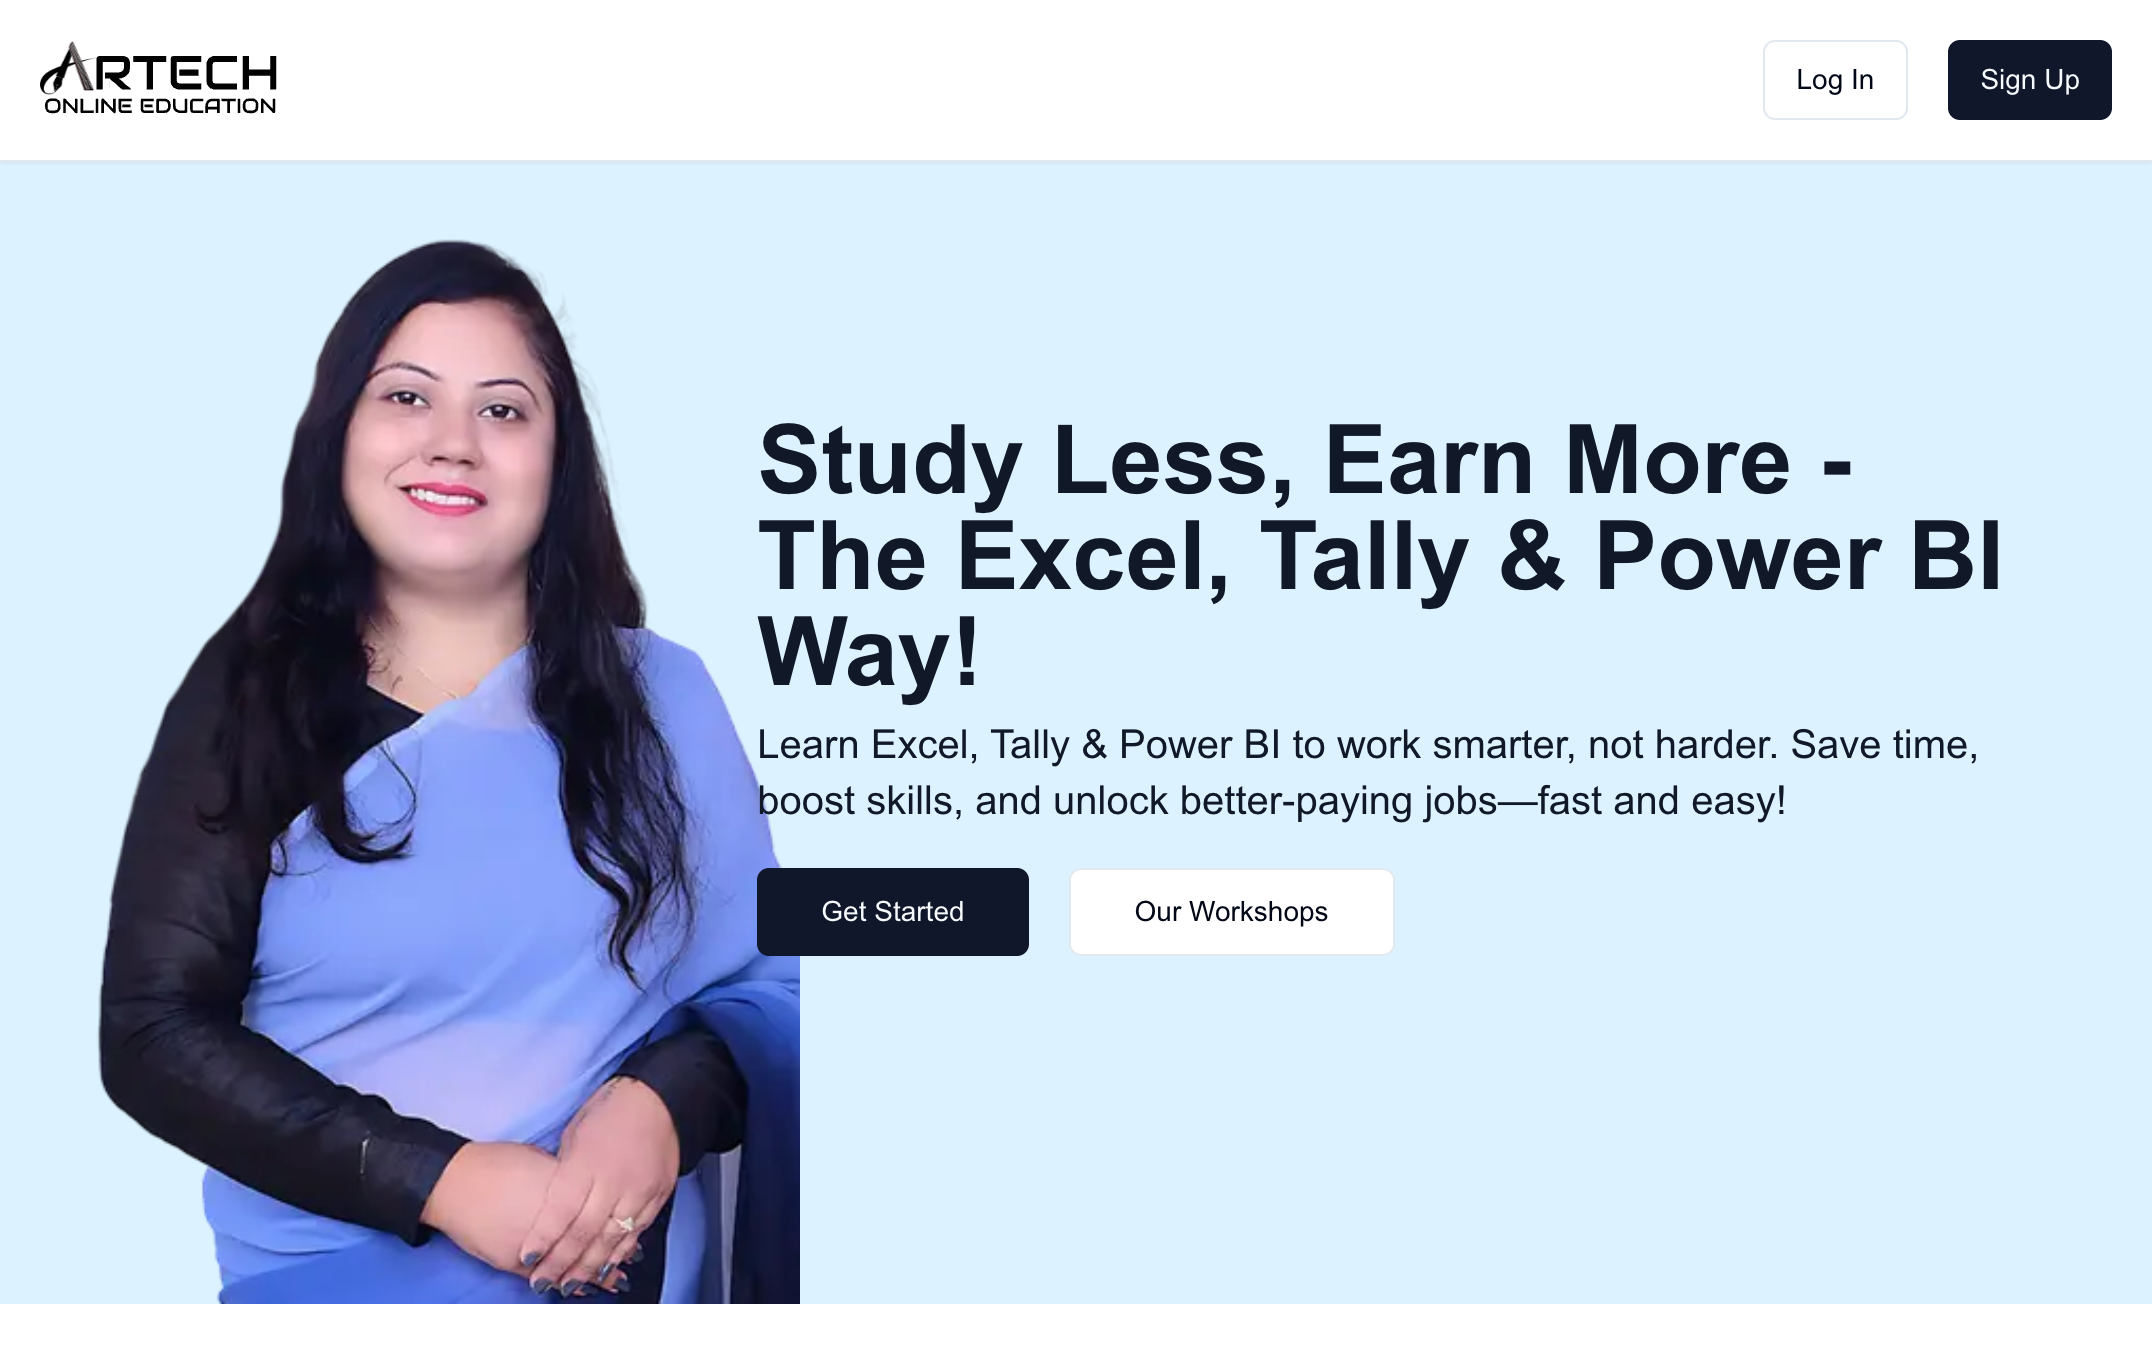 ARTECH
ONLINE EDUCATION
Log In
Sign Up
Study Less, Earn More -
The Excel, Tally & Power BI
Way!
Learn Excel, Tally & Power BI to work smarter, not harder. Save time,
boost skills, and unlock better-paying jobs—fast and easy!
Get Started
Our Workshops